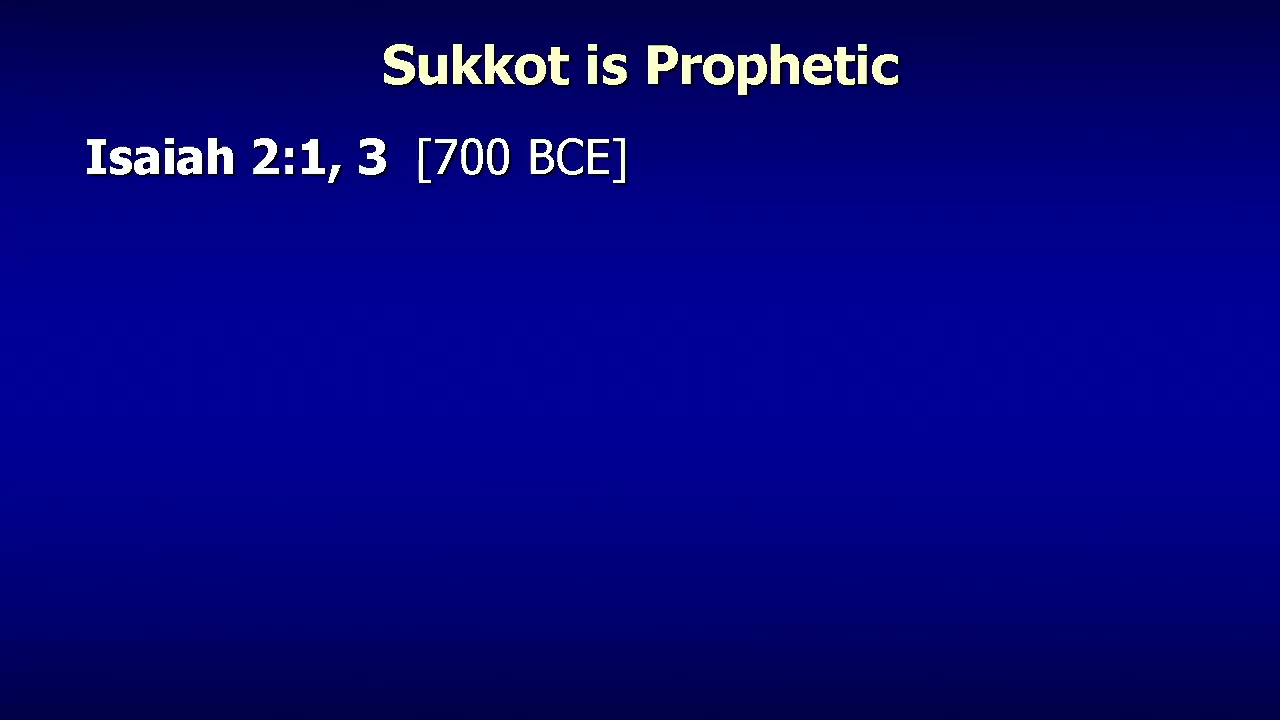 Sukkot is Prophetic
Isaiah 2:1, 3 [700 BCE]